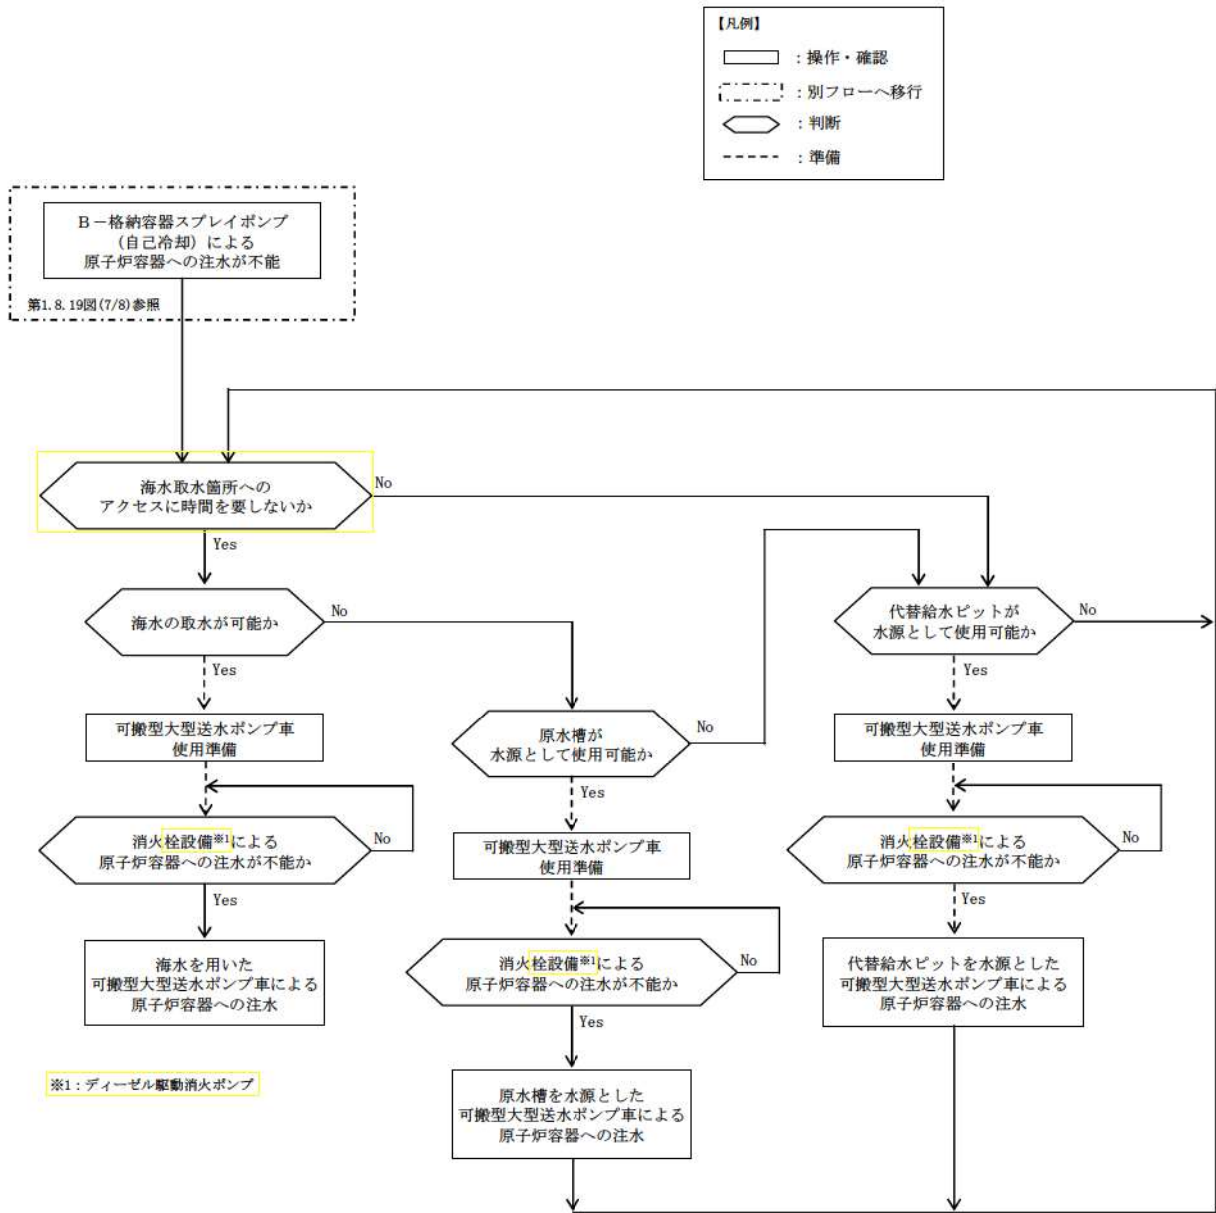 【凡例】
：操作・確認
：別フローへ移行
：判断
：準備
B－格納容器スプレイポンプ
（自己冷却）による
原子炉容器への注水が不能
第1.8.19図(7/8)参照
海水取水箇所への
アクセスに時間を要しないか
No
Yes
海水の取水が可能か
No
Yes
代替給水ピットが
水源として使用可能か
No
Yes
可搬型大型送水ポンプ車
使用準備
原水槽が
水源として使用可能か
No
Yes
可搬型大型送水ポンプ車
使用準備
消火栓設備※1による
原子炉容器への注水が不能か
No
Yes
可搬型大型送水ポンプ車
使用準備
消火栓設備※1による
原子炉容器への注水が不能か
No
Yes
海水を用いた
可搬型大型送水ポンプ車による
原子炉容器への注水
消火栓設備※1による
原子炉容器への注水が不能か
No
Yes
代替給水ピットを水源とした
可搬型大型送水ポンプ車による
原子炉容器への注水
※1：ディーゼル駆動消火ポンプ
原水槽を水源とした
可搬型大型送水ポンプ車による
原子炉容器への注水